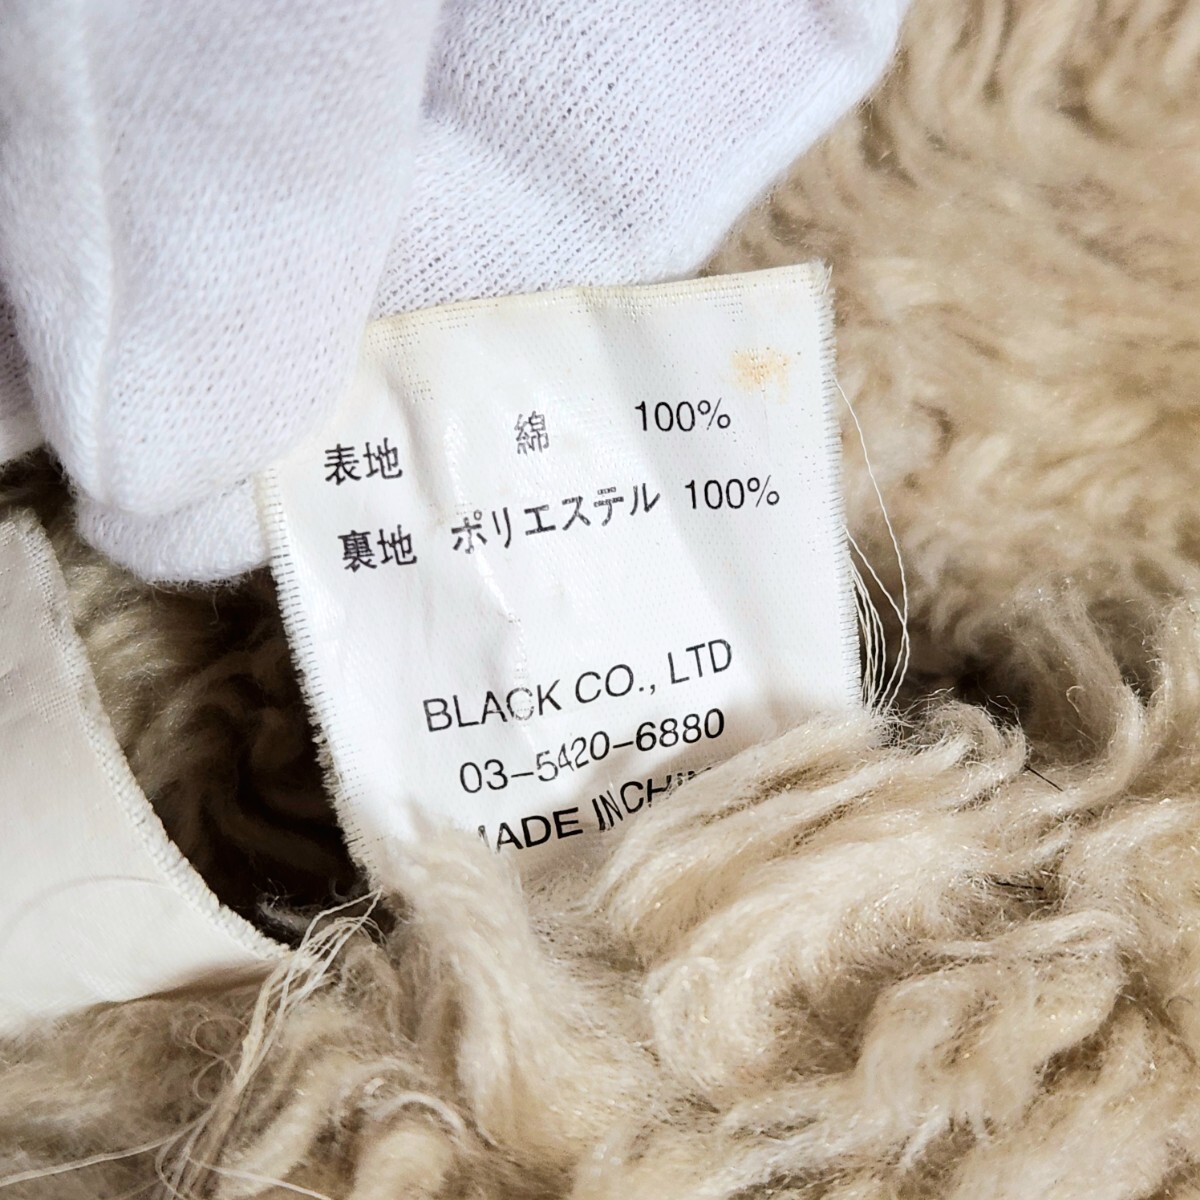 表地 綿 100%
裏地 ポリエステル 100%
BLACK CO., LTD
03-5420-6880
MADE IN